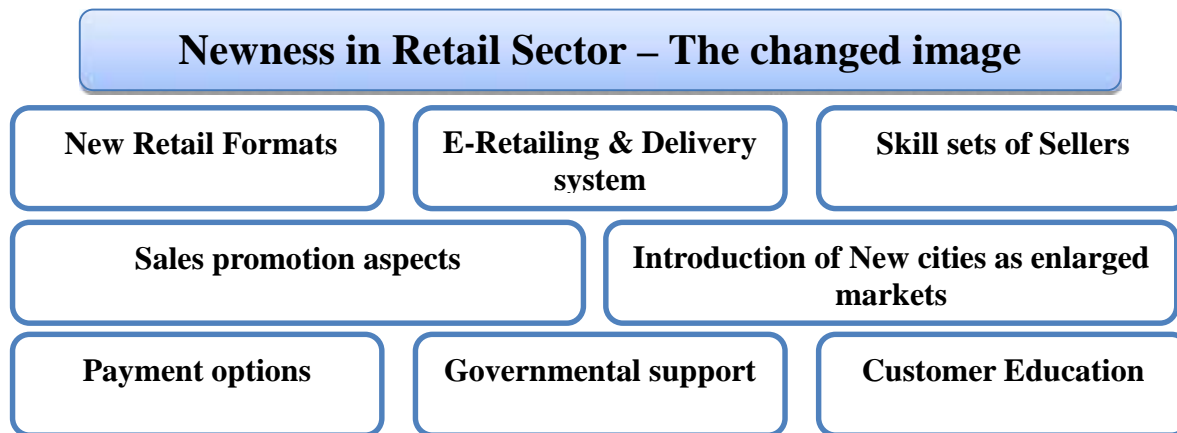 Newness in Retail Sector – The changed image
New Retail Formats
E-Retailing & Delivery
system
Skill sets of Sellers
Sales promotion aspects
Introduction of New cities as enlarged
markets
Payment options
Governmental support
Customer Education